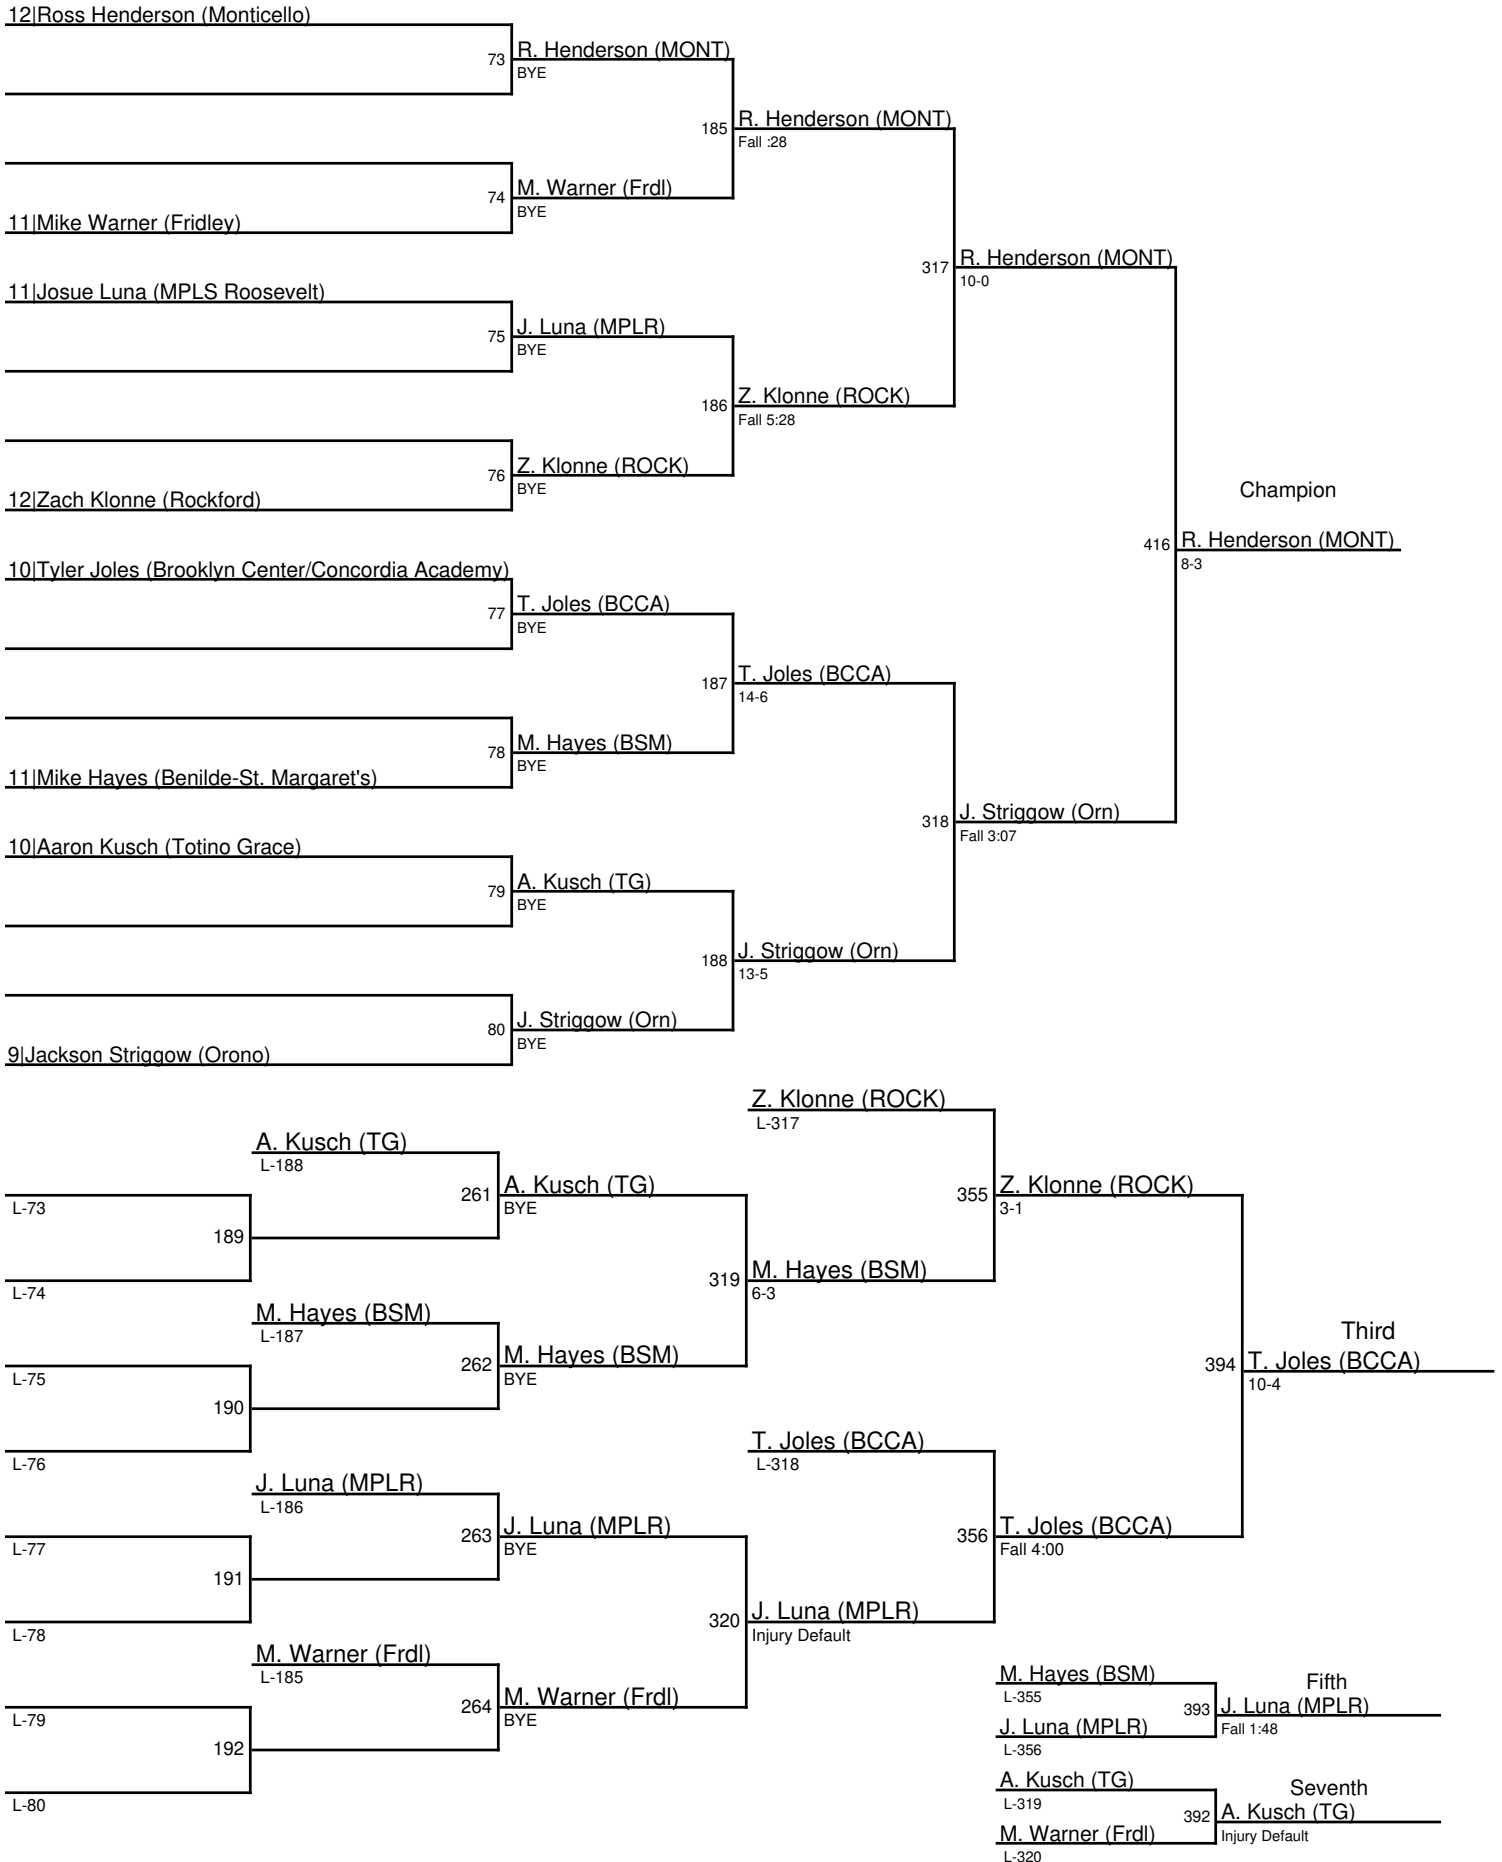 12|Ross Henderson (Monticello)
73
R. Henderson (MONT)
BYE
185
R. Henderson (MONT)
Fall :28
74
M. Warner (Frdl)
BYE
11|Mike Warner (Fridley)
317
R. Henderson (MONT)
10-0
11|Josue Luna (MPLS Roosevelt)
75
J. Luna (MPLR)
BYE
186
Z. Klonne (ROCK)
Fall 5:28
76
Z. Klonne (ROCK)
BYE
12|Zach Klonne (Rockford)
Champion
416
R. Henderson (MONT)
8-3
10|Tyler Joles (Brooklyn Center/Concordia Academy)
77
T. Joles (BCCA)
BYE
187
T. Joles (BCCA)
14-6
78
M. Hayes (BSM)
BYE
11|Mike Hayes (Benilde-St. Margaret's)
318
J. Striggow (Orn)
Fall 3:07
10|Aaron Kusch (Totino Grace)
79
A. Kusch (TG)
BYE
188
J. Striggow (Orn)
13-5
80
J. Striggow (Orn)
BYE
9|Jackson Striggow (Orono)
Z. Klonne (ROCK)
L-317
A. Kusch (TG)
L-188
L-73
261
A. Kusch (TG)
BYE
355
Z. Klonne (ROCK)
3-1
189
L-74
319
M. Hayes (BSM)
6-3
M. Hayes (BSM)
L-187
L-75
262
M. Hayes (BSM)
BYE
Third
394
T. Joles (BCCA)
10-4
190
L-76
T. Joles (BCCA)
L-318
J. Luna (MPLR)
L-186
L-77
263
J. Luna (MPLR)
BYE
356
T. Joles (BCCA)
Fall 4:00
191
L-78
320
J. Luna (MPLR)
Injury Default
M. Warner (Frdl)
L-185
L-79
264
M. Warner (Frdl)
BYE
192
L-80
M. Hayes (BSM)
L-355
Fifth
393
J. Luna (MPLR)
Fall 1:48
J. Luna (MPLR)
L-356
A. Kusch (TG)
L-319
Seventh
392
A. Kusch (TG)
Injury Default
M. Warner (Frdl)
L-320